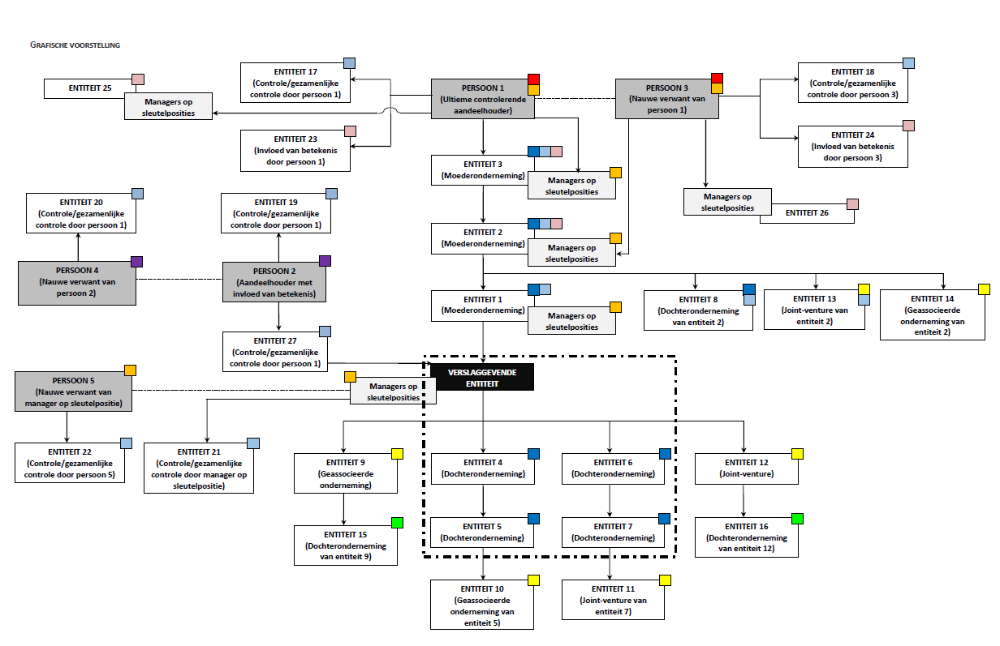 GRAFISCHE VOORSTELLING
ENTITEIT 25
Managers op
sleutelposities
ENTITEIT 17
(Controle/gezamenlijke
controle door persoon 1)
ENTITEIT 23
(Invloed van betekenis
door persoon 1)
PERSOON 1
(Ultieme controlerende
aandeelhouder)
PERSOON 3
(Nauwe verwant van
persoon 1)
ENTITEIT 18
(Controle/gezamenlijke
controle door persoon 3)
ENTITEIT 24
(Invloed van betekenis
door persoon 3)
ENTITEIT 3
(Moederonderneming)
Managers op
sleutelposities
Managers op
sleutelposities
ENTITEIT 26
ENTITEIT 20
(Controle/gezamenlijke
controle door persoon 1)
ENTITEIT 19
(Controle/gezamenlijke
controle door persoon 1)
ENTITEIT 2
(Moederonderneming)
Managers op
sleutelposities
PERSOON 4
(Nauwe verwant van
persoon 2)
PERSOON 2
(Aandeelhouder met
invloed van betekenis)
ENTITEIT 1
(Moederonderneming)
Managers op
sleutelposities
ENTITEIT 8
(Dochteronderneming
van entiteit 2)
ENTITEIT 13
(Joint-venture van
entiteit 2)
ENTITEIT 14
(Geassocieerde
onderneming van
entiteit 2)
ENTITEIT 27
(Controle/gezamenlijke
controle door persoon 1)
VERSLAGGEVENDE
ENTITEIT
PERSOON 5
(Nauwe verwant van
manager op sleutelpositie)
Managers op
sleutelposities
ENTITEIT 22
(Controle/gezamenlijke
controle door persoon 5)
ENTITEIT 21
(Controle/gezamenlijke
controle door manager op
sleutelpositie)
ENTITEIT 9
(Geassocieerde
onderneming)
ENTITEIT 4
(Dochteronderneming)
ENTITEIT 6
(Dochteronderneming)
ENTITEIT 12
(Joint-venture)
ENTITEIT 15
(Dochteronderneming
van entiteit 9)
ENTITEIT 5
(Dochteronderneming)
ENTITEIT 7
(Dochteronderneming)
ENTITEIT 16
(Dochteronderneming
van entiteit 12)
ENTITEIT 10
(Geassocieerde
onderneming van
entiteit 5)
ENTITEIT 11
(Joint-venture van
entiteit 7)